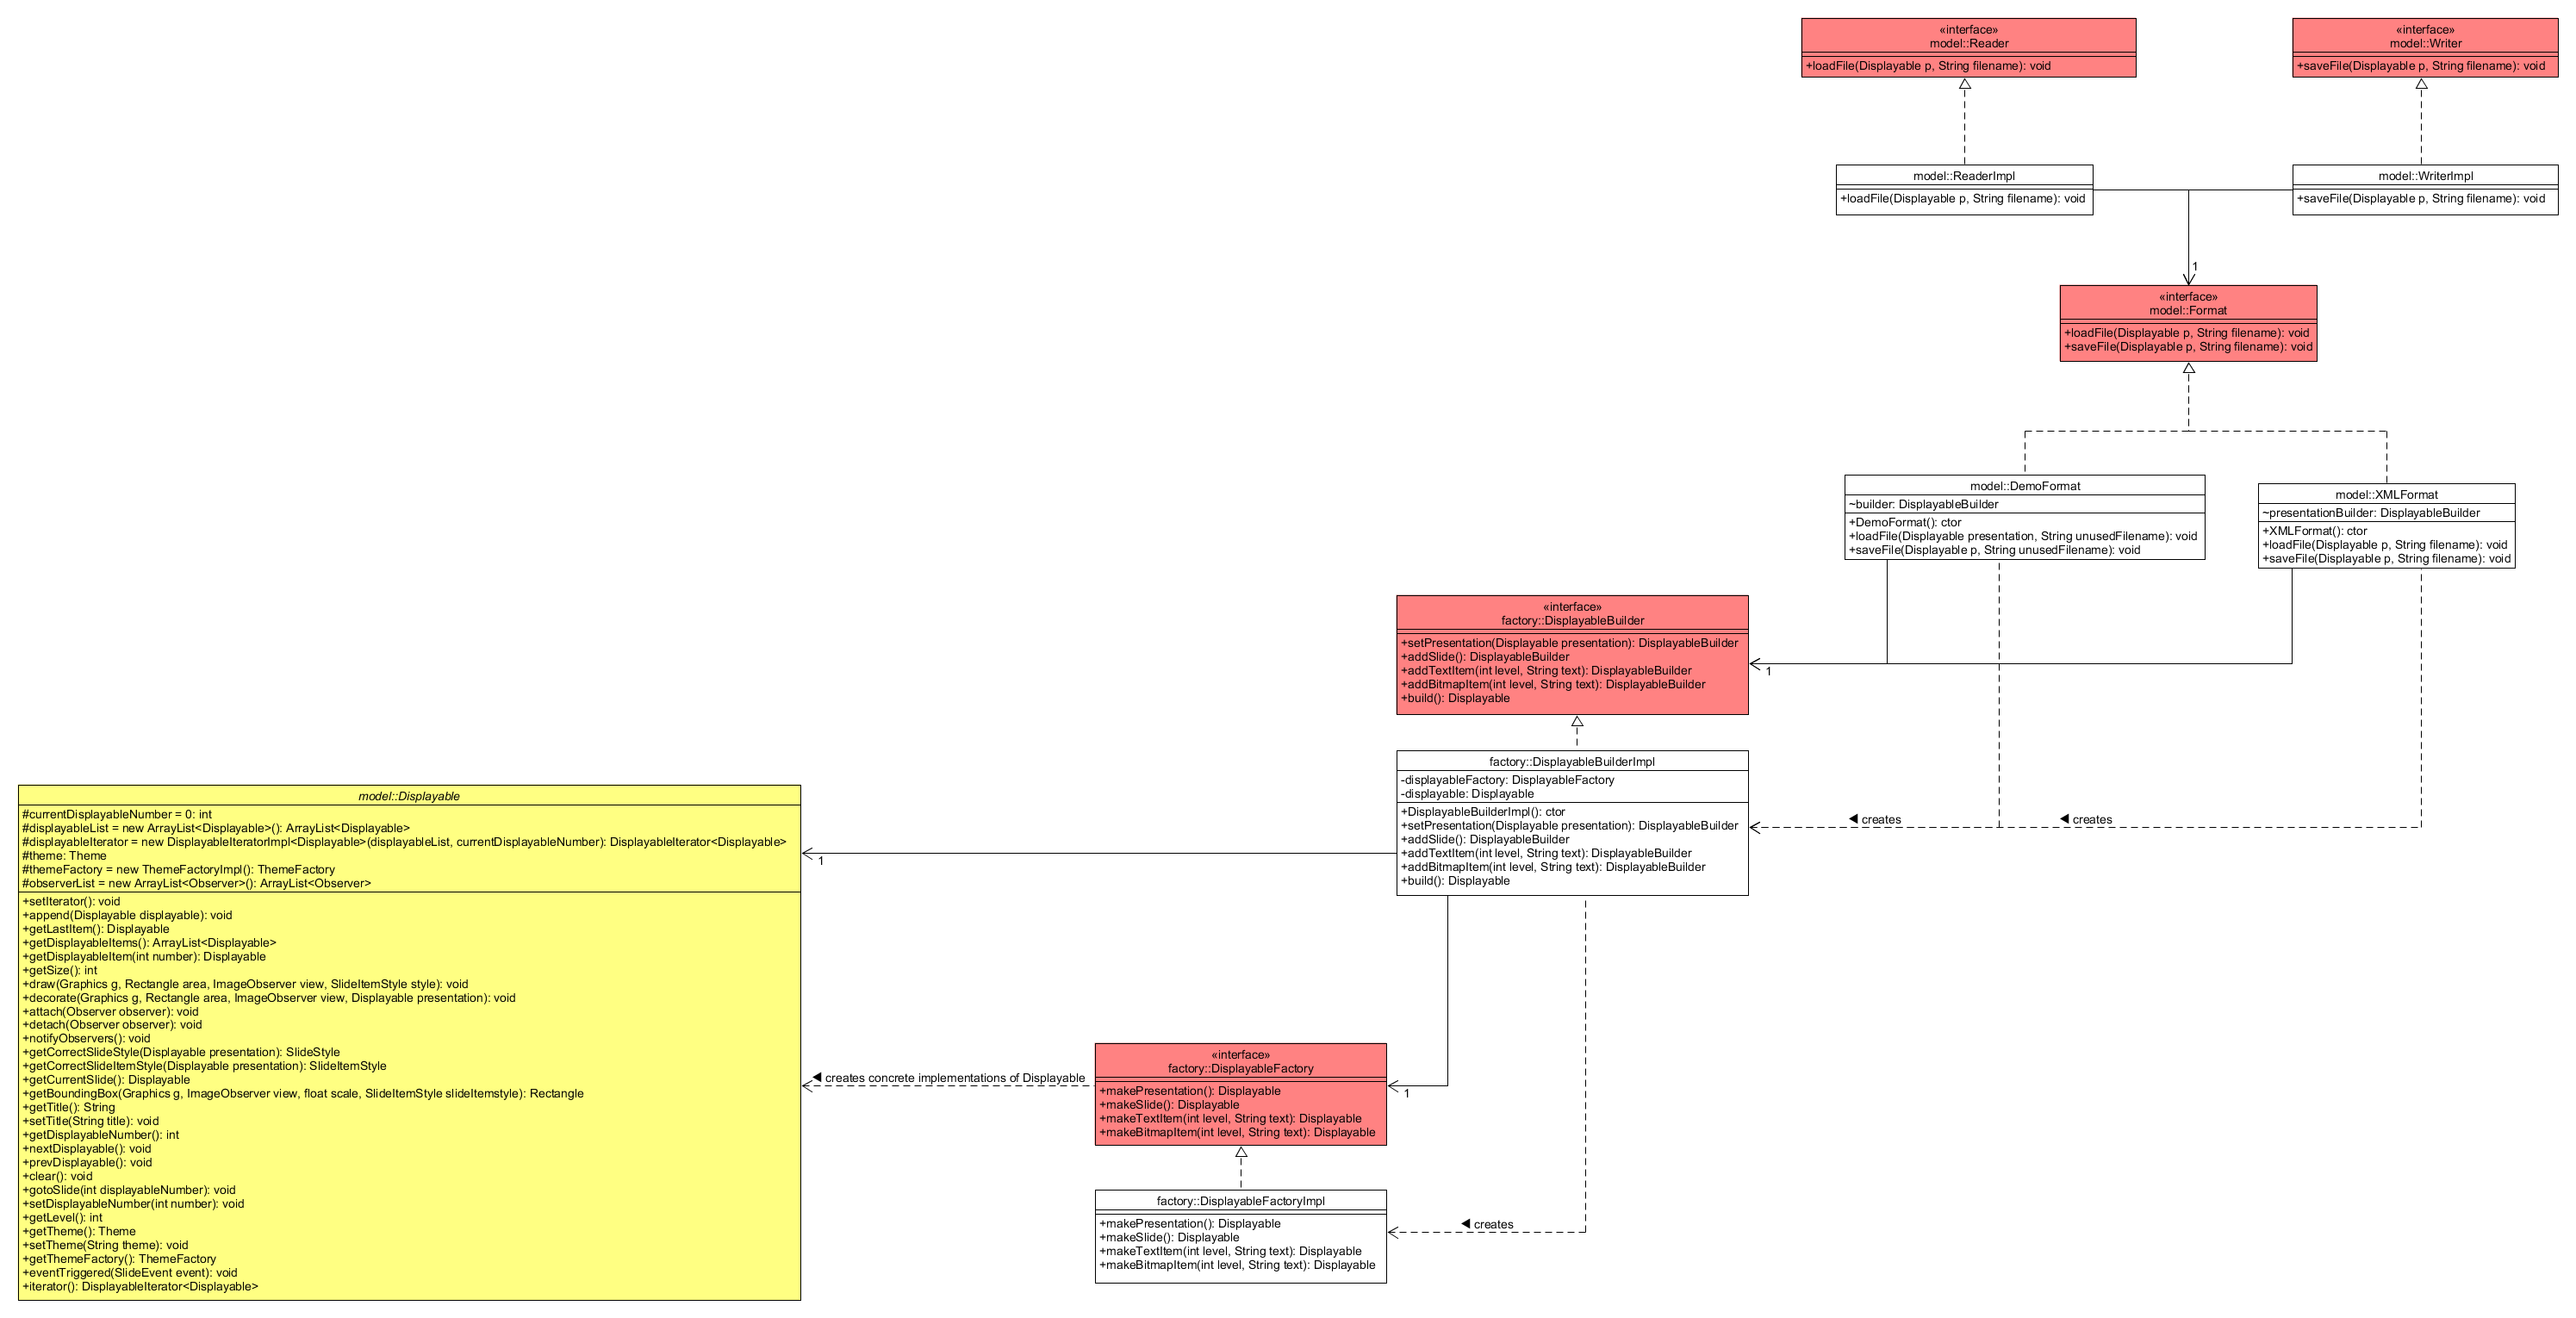 «interface»
model::Reader
+loadFile(Displayable p, String filename): void
«interface»
model::Writer
+saveFile(Displayable p, String filename): void
model::ReaderImpl
+loadFile(Displayable p, String filename): void
model::WriterImpl
+saveFile(Displayable p, String filename): void
1
«interface»
model::Format
+loadFile(Displayable p, String filename): void
+saveFile(Displayable p, String filename): void
model::DemoFormat
~builder: DisplayableBuilder
+DemoFormat(): ctor
+loadFile(Displayable presentation, String unusedFilename): void
+saveFile(Displayable p, String unusedFilename): void
model::XMLFormat
~presentationBuilder: DisplayableBuilder
+XMLFormat(): ctor
+loadFile(Displayable p, String filename): void
+saveFile(Displayable p, String filename): void
«interface»
factory::DisplayableBuilder
+setPresentation(Displayable presentation): DisplayableBuilder
+addSlide(): DisplayableBuilder
+addTextItem(int level, String text): DisplayableBuilder
+addBitmapItem(int level, String text): DisplayableBuilder
+build(): Displayable
1
factory::DisplayableBuilderImpl
-displayableFactory: DisplayableFactory
-displayable: Displayable
+DisplayableBuilderImpl(): ctor
+setPresentation(Displayable presentation): DisplayableBuilder
+addSlide(): DisplayableBuilder
+addTextItem(int level, String text): DisplayableBuilder
+addBitmapItem(int level, String text): DisplayableBuilder
+build(): Displayable
◀ creates
◀ creates
model::Displayable
#currentDisplayableNumber = 0: int
#displayableList = new ArrayList<Displayable>(): ArrayList<Displayable>
#displayableIterator = new DisplayableIteratorImpl<Displayable>(displayableList, currentDisplayableNumber): DisplayableIterator<Displayable>
#theme: Theme
#themeFactory = new ThemeFactoryImpl(): ThemeFactory
#observerList = new ArrayList<Observer>(): ArrayList<Observer>
+setIterator(): void
+append(Displayable displayable): void
+getLastItem(): Displayable
+getDisplayableItems(): ArrayList<Displayable>
+getDisplayableItem(int number): Displayable
+getSize(): int
+draw(Graphics g, Rectangle area, ImageObserver view, SlideItemStyle style): void
+decorate(Graphics g, Rectangle area, ImageObserver view, Displayable presentation): void
+attach(Observer observer): void
+detach(Observer observer): void
+notifyObservers(): void
+getCorrectSlideStyle(Displayable presentation): SlideStyle
+getCorrectSlideItemStyle(Displayable presentation): SlideItemStyle
+getCurrentSlide(): Displayable
+getBoundingBox(Graphics g, ImageObserver view, float scale, SlideItemStyle slideItemstyle): Rectangle
+getTitle(): String
+setTitle(String title): void
+getDisplayableNumber(): int
+nextDisplayable(): void
+prevDisplayable(): void
+clear(): void
+gotoSlide(int displayableNumber): void
+setDisplayableNumber(int number): void
+getLevel(): int
+getTheme(): Theme
+setTheme(String theme): void
+getThemeFactory(): ThemeFactory
+eventTriggered(SlideEvent event): void
+iterator(): DisplayableIterator<Displayable>
1
◀ creates concrete implementations of Displayable
«interface»
factory::DisplayableFactory
+makePresentation(): Displayable
+makeSlide(): Displayable
+makeTextItem(int level, String text): Displayable
+makeBitmapItem(int level, String text): Displayable
1
factory::DisplayableFactoryImpl
+makePresentation(): Displayable
+makeSlide(): Displayable
+makeTextItem(int level, String text): Displayable
+makeBitmapItem(int level, String text): Displayable
◀ creates